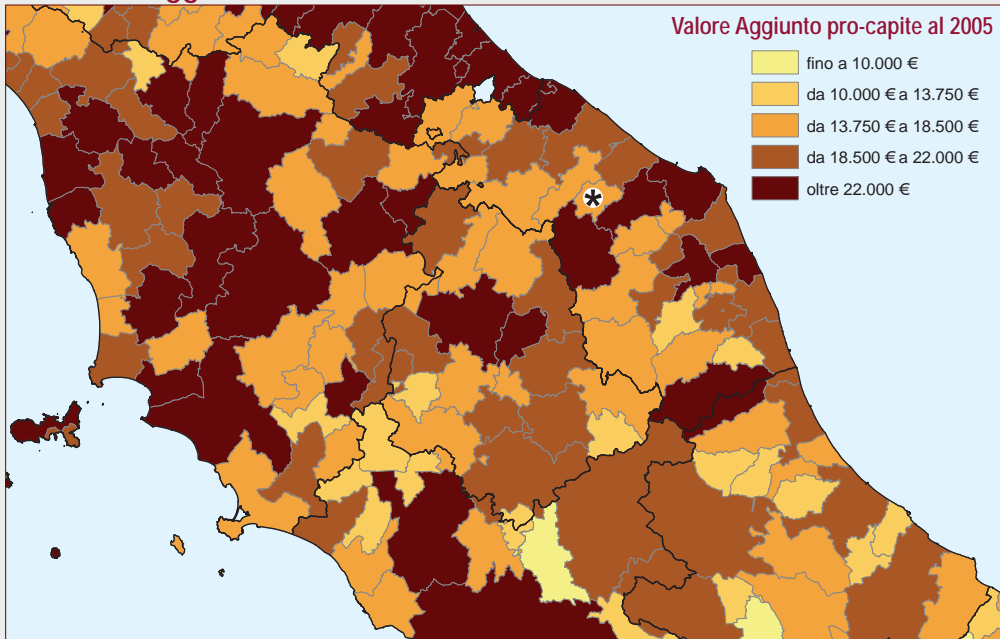 Valore Aggiunto pro-capite al 2005
fino a 10.000 €
da 10.000 € a 13.750 €
da 13.750 € a 18.500 €
da 18.500 € a 22.000 €
oltre 22.000 €
*